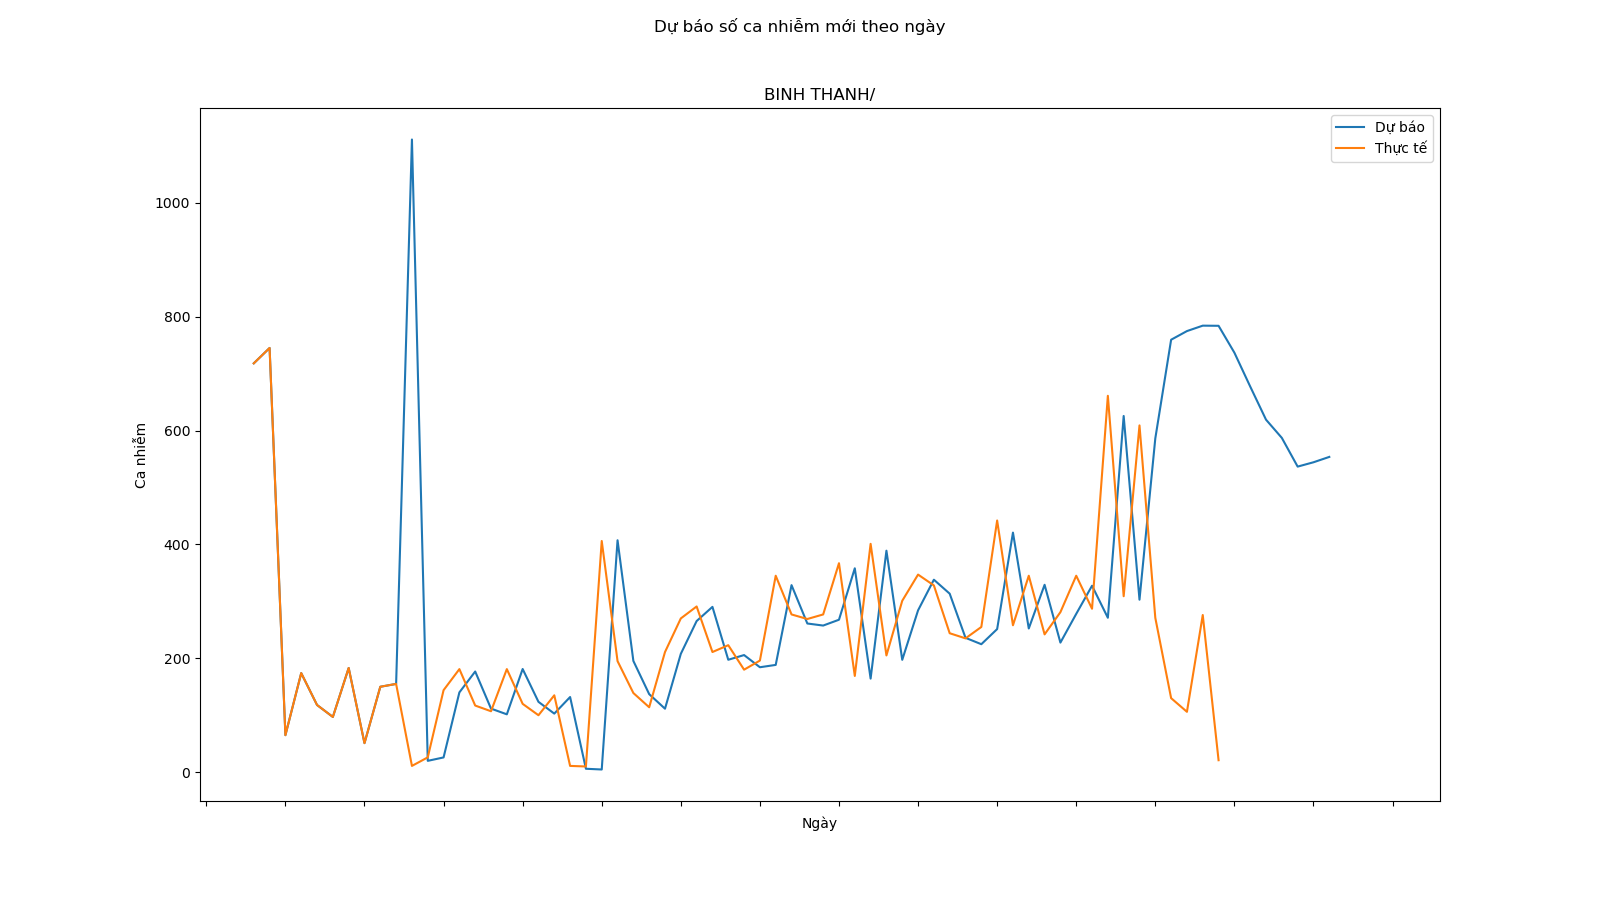 Dự báo số ca nhiễm mới theo ngày
BINH THANH/
Dự báo
Thực tế
1000
800
600
400
200
0
Ca nhiễm
Ngày